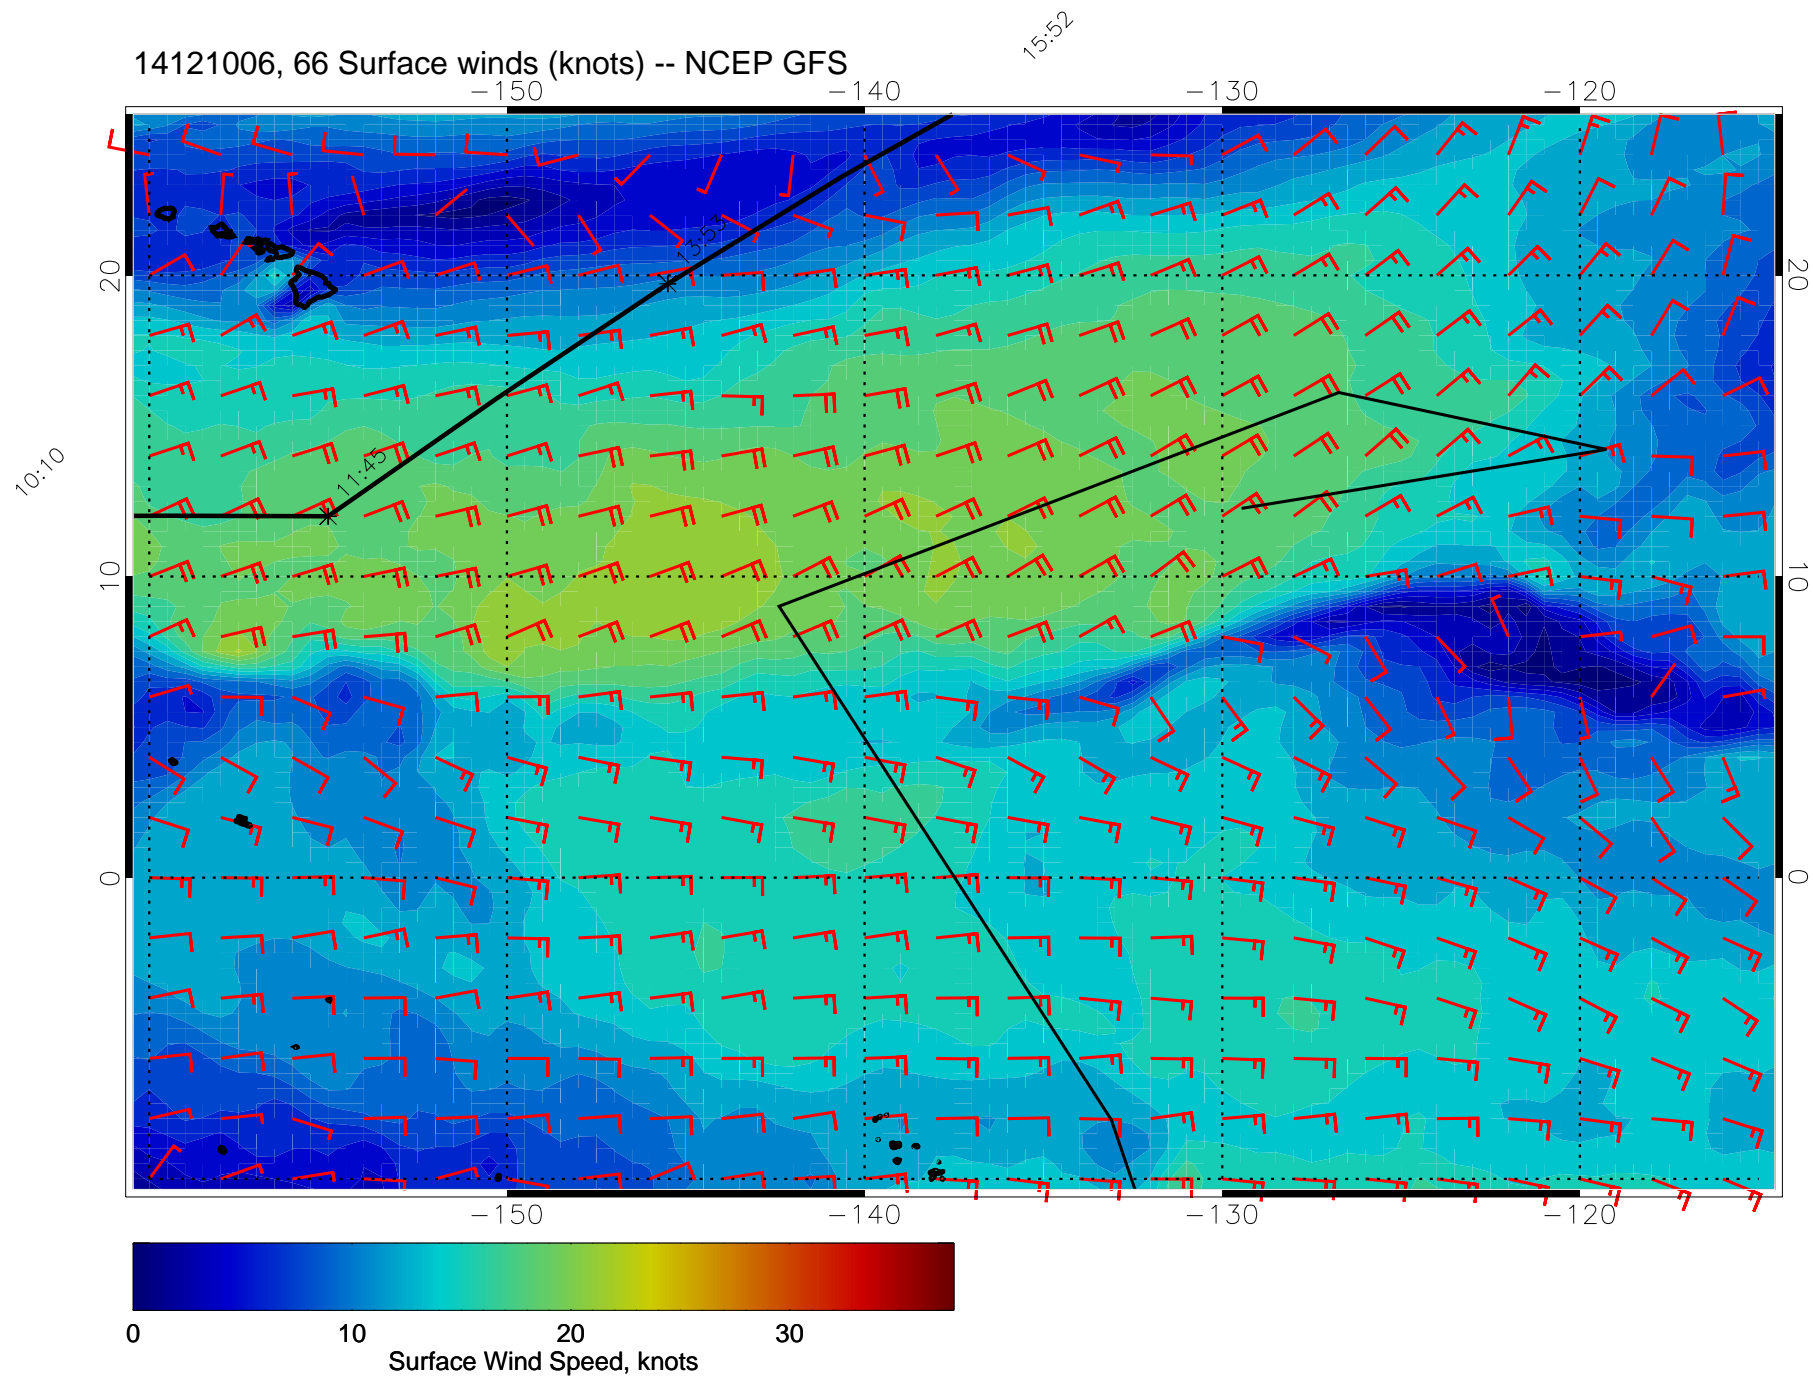 15:52
14121006, 66 Surface winds (knots) -- NCEP GFS
-150 -140 -130 -120
13:53
20 20
11:45
10:10
10 10
0 0
-150 -140 -130 -120
0 10 20 30
Surface Wind Speed, knots